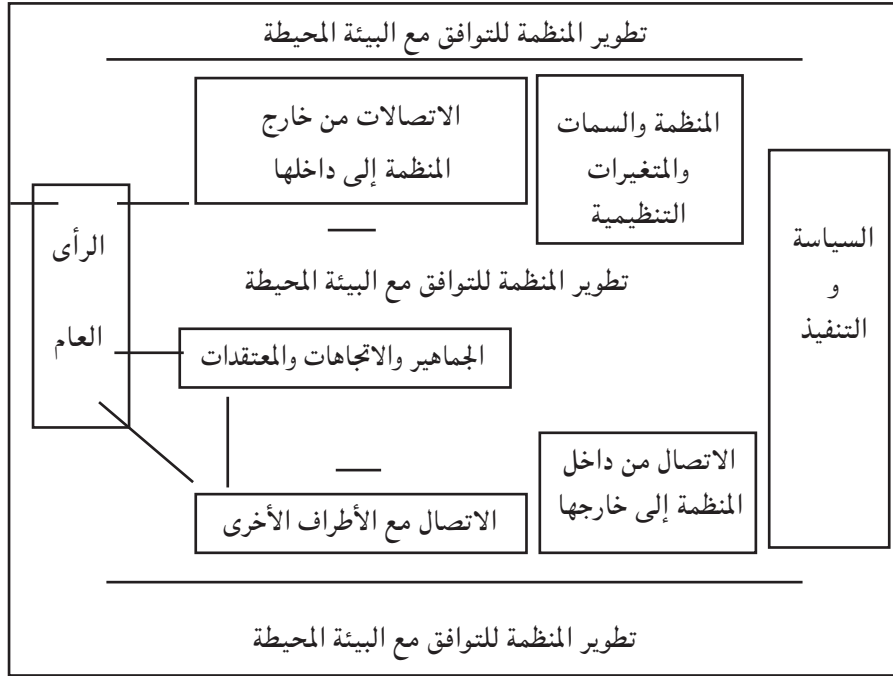 تطوير المنظمة للتوافق مع البيئة المحيطة
المنظمة والسمات
والمتغيرات
التنظيمية
الاتصالات من خارج
المنظمة إلى داخلها
السياسة
و
التنفيذ
الرأى
العام
تطوير المنظمة للتوافق مع البيئة المحيطة
الجماهير والاتجاهات والمعتقدات
الاتصال من داخل
المنظمة إلى خارجها
الاتصال مع الأطراف الأخرى
تطوير المنظمة للتوافق مع البيئة المحيطة